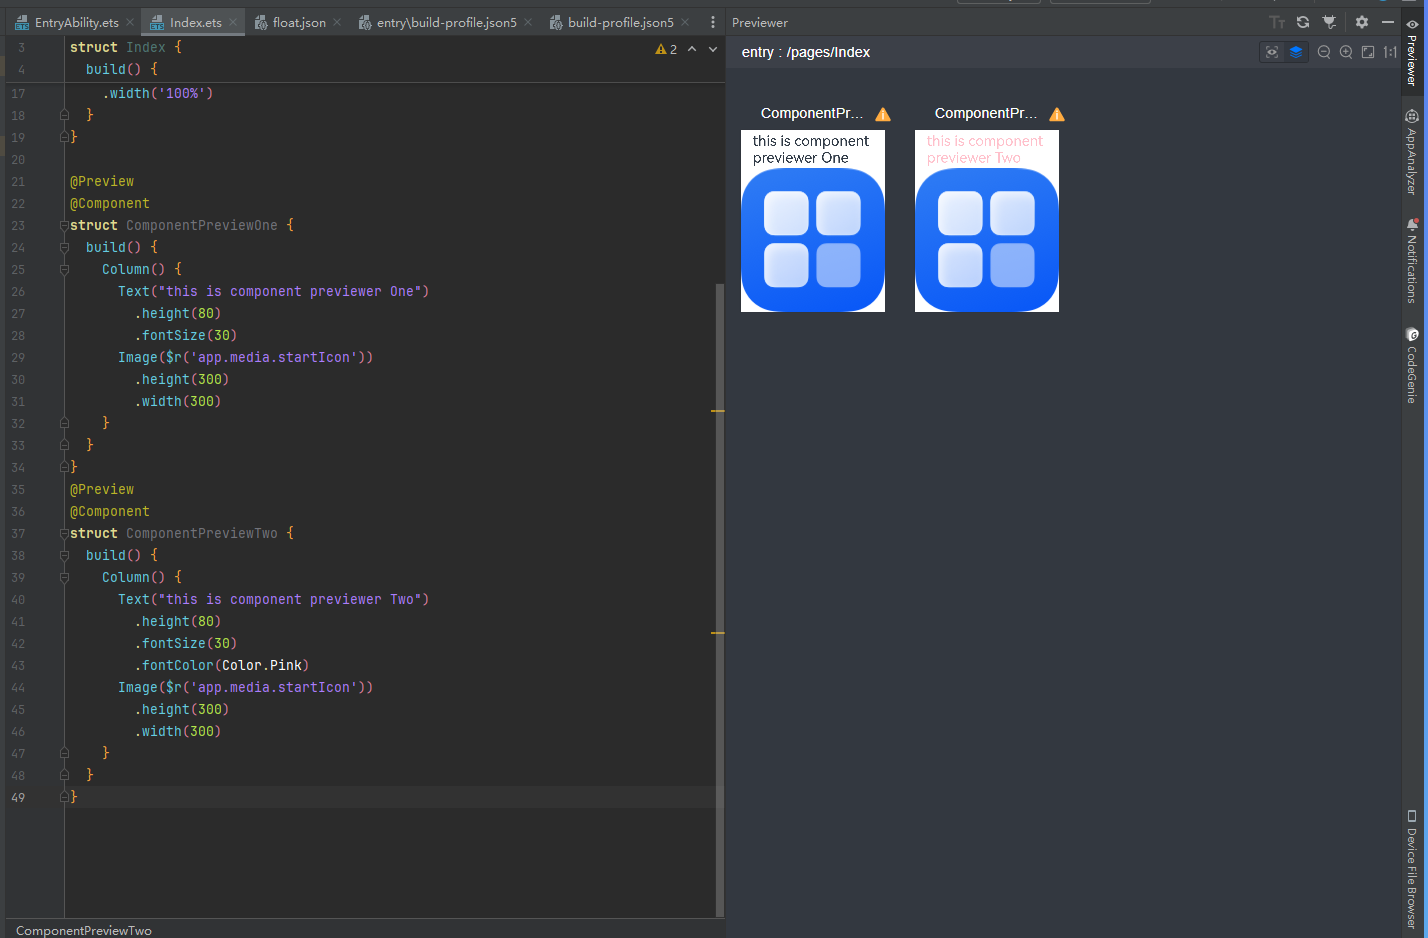 EntryAbility.ets
Index.ets
float.json
entry\build-profile.json5
build-profile.json5
Previewer
3 struct Index {
4 build() {
17 .width('100%')
18 }
19 }
20
21 @Preview
22 @Component
23 struct ComponentPreviewOne {
24 build() {
25 Column() {
26 Text("this is component previewer One")
27 .height(80)
28 .fontSize(30)
29 Image($r('app.media.startIcon'))
30 .height(300)
31 .width(300)
32 }
33 }
34 }
35 @Preview
36 @Component
37 struct ComponentPreviewTwo {
38 build() {
39 Column() {
40 Text("this is component previewer Two")
41 .height(80)
42 .fontSize(30)
43 .fontColor(Color.Pink)
44 Image($r('app.media.startIcon'))
45 .height(300)
46 .width(300)
47 }
48 }
49 }
2
ComponentPreviewTwo
entry : /pages/Index
1:1
ComponentPr...
this is component
previewer One
ComponentPr...
this is component
previewer Two
Previewer
AppAnalyzer
Notifications
CodeGenie
Device File Browser